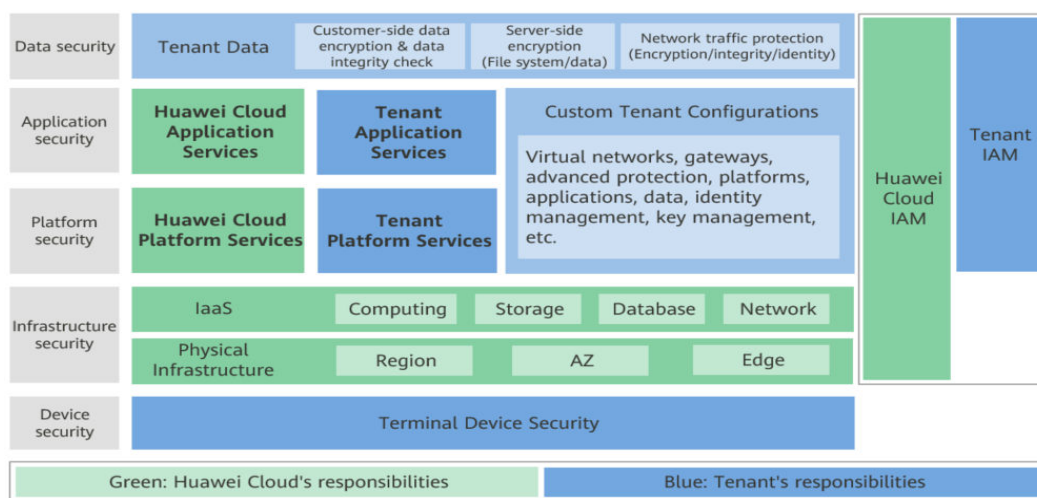 Data security
Tenant Data
Customer-side data
encryption & data
integrity check
Server-side
encryption
(File system/data)
Network traffic protection
(Encryption/integrity/identity)
Application
security
Huawei Cloud
Application
Services
Tenant
Application
Services
Custom Tenant Configurations
Virtual networks, gateways,
advanced protection, platforms,
applications, data, identity
management, key management,
etc.
Platform
security
Huawei Cloud
Platform Services
Tenant
Platform Services
Huawei
Cloud
IAM
Tenant
IAM
Infrastructure
security
IaaS
Computing
Storage
Database
Network
Physical
Infrastructure
Region
AZ
Edge
Device
security
Terminal Device Security
Green: Huawei Cloud's responsibilities
Blue: Tenant's responsibilities